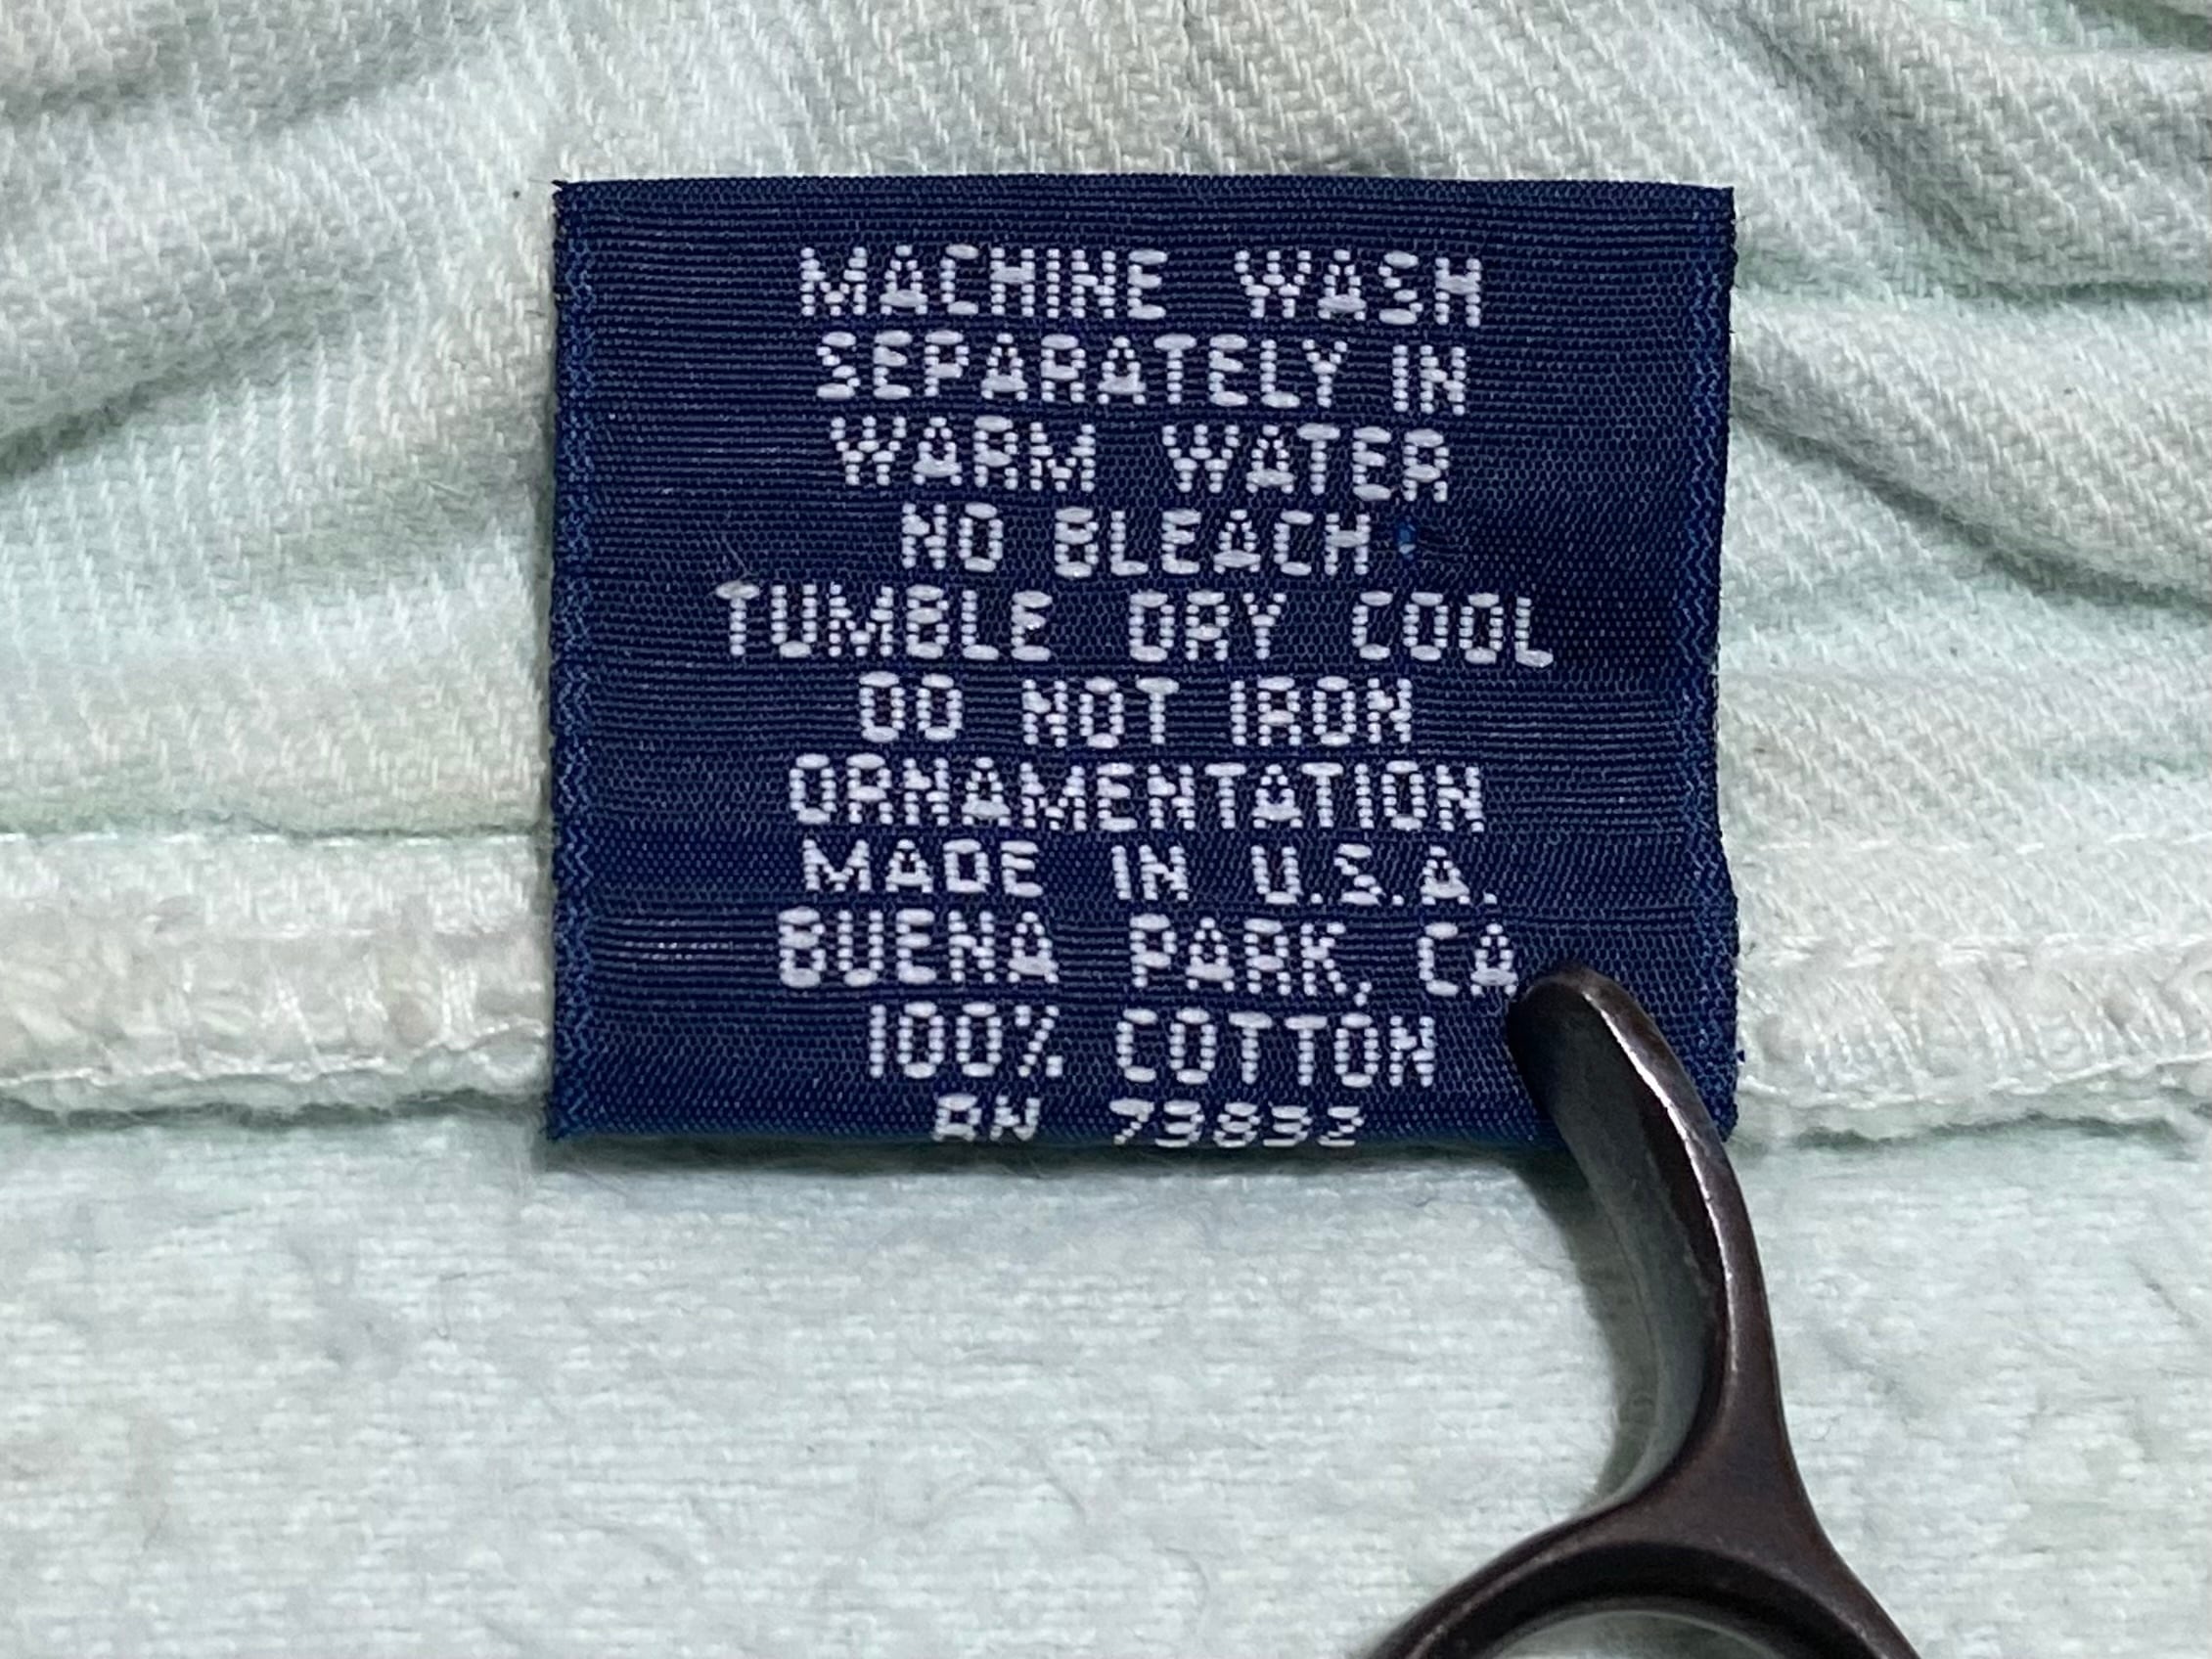 MACHINE WASH
SEPARATELY IN
WARM WATER
NO BLEACH
TUMBLE DRY COOL
DO NOT IRON
ORNAMENTATION
MADE IN U.S.A.
BUENA PARK, CA
100% COTTON
RN 73832